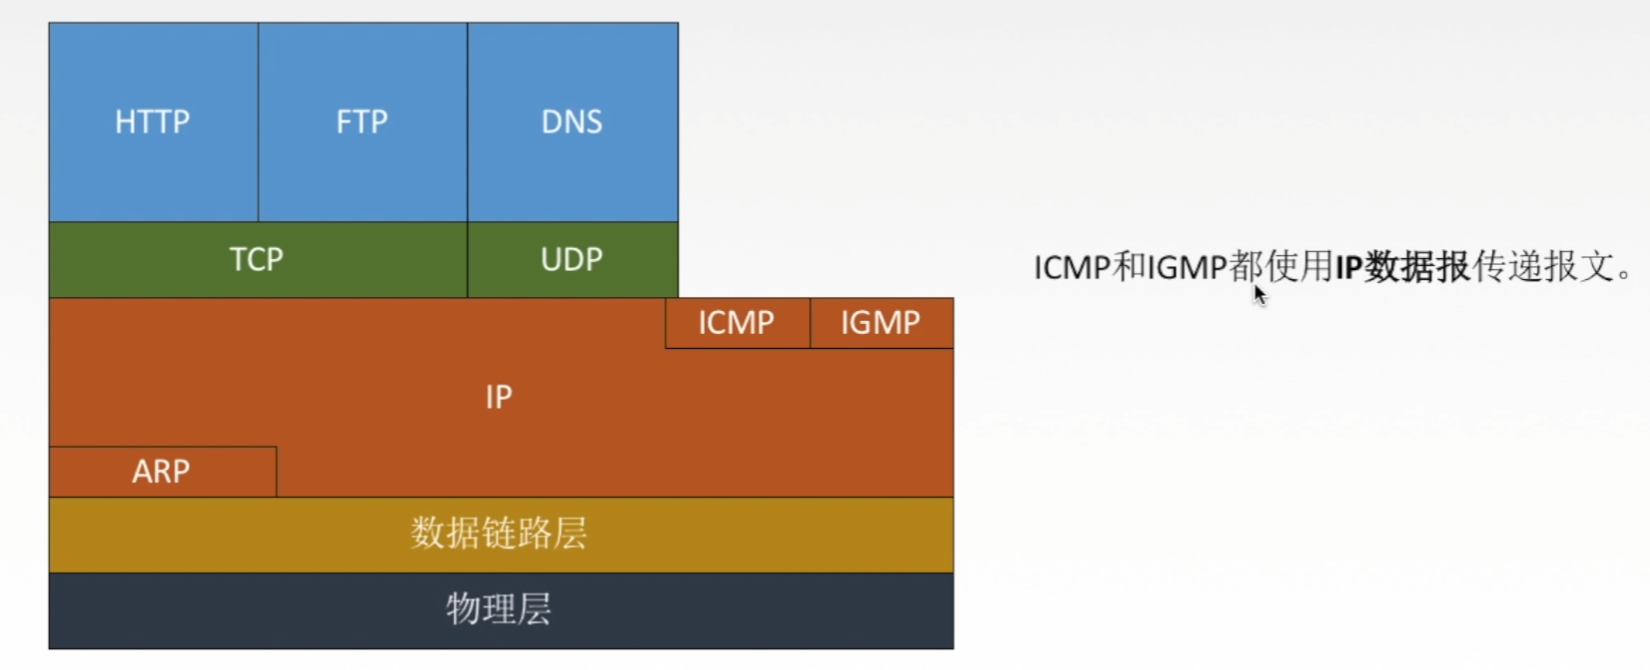 HTTP FTP DNS
TCP UDP
ICMP和IGMP都使用IP数据报传递报文。
ICMP IGMP
IP
ARP
数据链路层
物理层